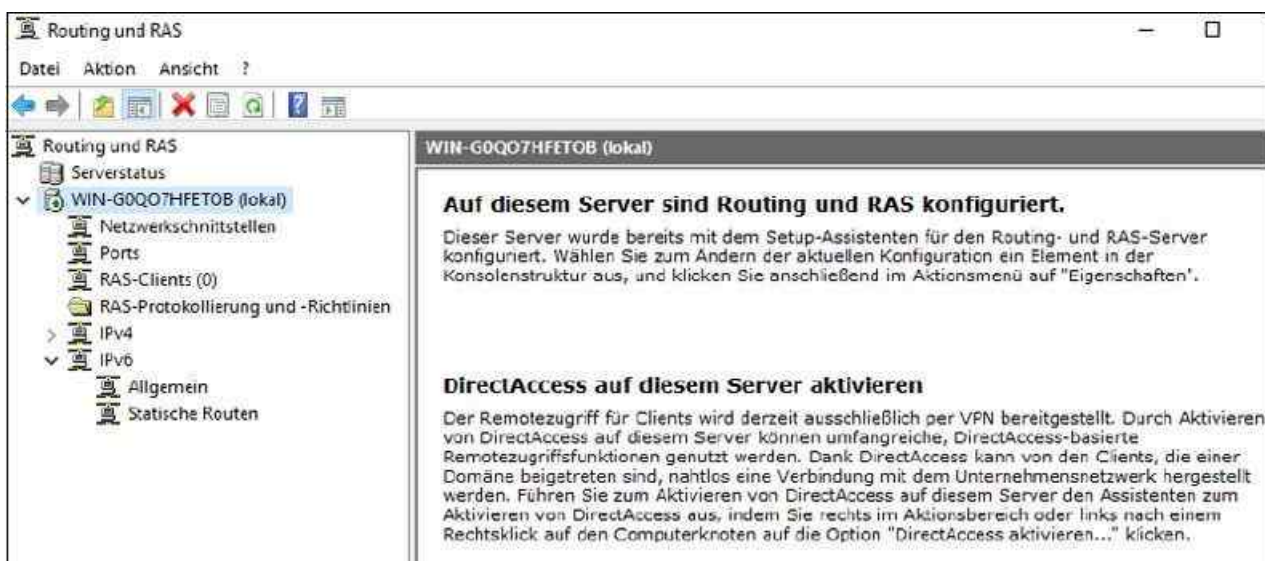 Routing und RAS
Datei Aktion Ansicht ?
Routing und RAS
Serverstatus
WIN-G0QO7HFETOB (lokal)
Netzwerkschnittstellen
Ports
RAS-Clients (0)
RAS-Protokollierung und -Richtlinien
IPv4
IPv6
Allgemein
Statische Routen
WIN-G0QO7HFETOB (lokal)
Auf diesem Server sind Routing und RAS konfiguriert.
Dieser Server wurde bereits mit dem Setup-Assistenten für den Routing- und RAS-Server
konfiguriert. Wählen Sie zum Ändern der aktuellen Konfiguration ein Element in der
Konsolenstruktur aus, und klicken Sie anschließend im Aktionsmenü auf "Eigenschaften".
DirectAccess auf diesem Server aktivieren
Der Remotezugriff für Clients wird derzeit ausschließlich per VPN bereitgestellt. Durch Aktivieren
von DirectAccess auf diesem Server können umfangreiche, DirectAccess-basierte
Remotezugriffsfunktionen genutzt werden. Dank DirectAccess kann von den Clients, die einer
Domäne beigetreten sind, nahtlos eine Verbindung mit dem Unternehmensnetzwerk hergestellt
werden. Führen Sie zum Aktivieren von DirectAccess auf diesem Server den Assistenten zum
Aktivieren von DirectAccess aus, indem Sie rechts im Aktionsbereich oder links nach einem
Rechtsklick auf den Computerknoten auf die Option "DirectAccess aktivieren..." klicken.